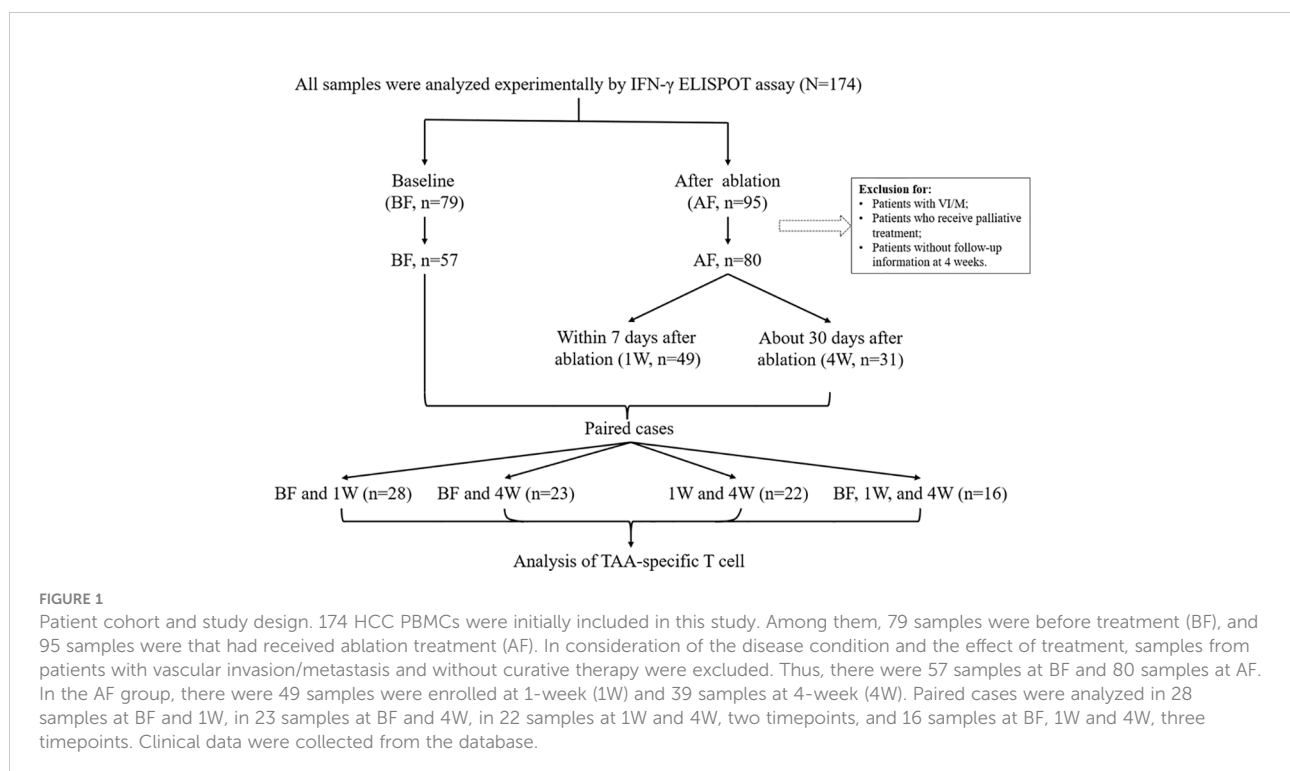 All samples were analyzed experimentally by IFN-γ ELISPOT assay (N=174)
Baseline
(BF, n=79)
After ablation
(AF, n=95)
Exclusion for:
• Patients with VI/M;
• Patients who receive palliative
treatment;
• Patients without follow-up
information at 4 weeks.
BF, n=57
AF, n=80
Within 7 days after
ablation (1W, n=49)
About 30 days after
ablation (4W, n=31)
Paired cases
BF and 1W (n=28)
BF and 4W (n=23)
1W and 4W (n=22)
BF, 1W, and 4W (n=16)
Analysis of TAA-specific T cell
FIGURE 1
Patient cohort and study design. 174 HCC PBMCs were initially included in this study. Among them, 79 samples were before treatment (BF), and
95 samples were that had received ablation treatment (AF). In consideration of the disease condition and the effect of treatment, samples from
patients with vascular invasion/metastasis and without curative therapy were excluded. Thus, there were 57 samples at BF and 80 samples at AF.
In the AF group, there were 49 samples were enrolled at 1-week (1W) and 39 samples at 4-week (4W). Paired cases were analyzed in 28
samples at BF and 1W, in 23 samples at BF and 4W, in 22 samples at 1W and 4W, two timepoints, and 16 samples at BF, 1W and 4W, three
timepoints. Clinical data were collected from the database.